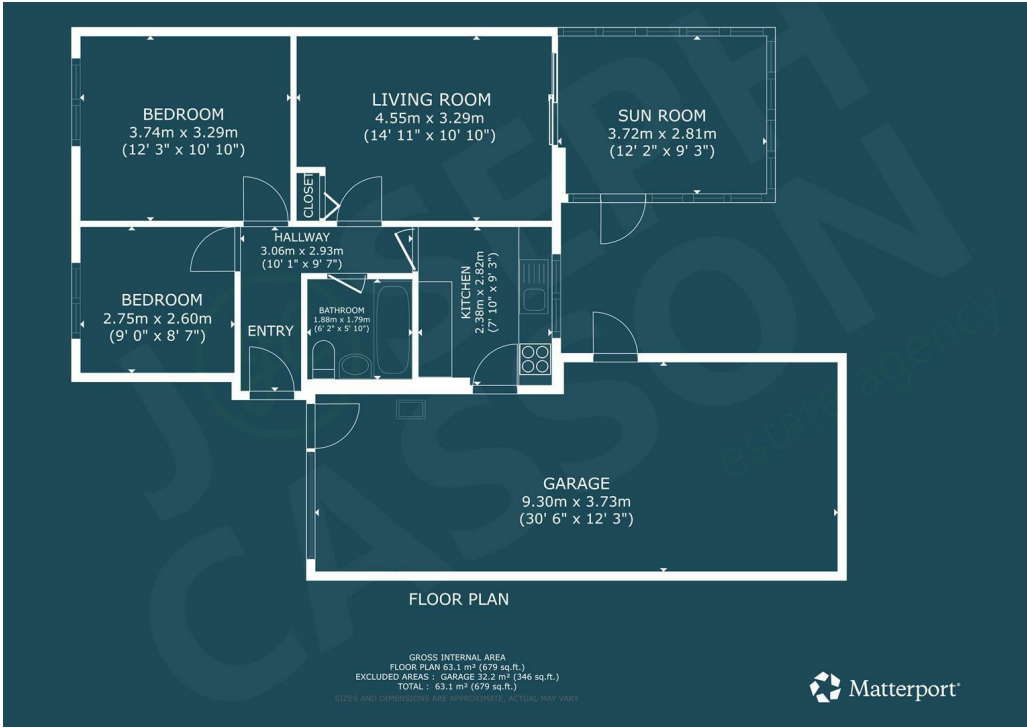 BEDROOM
3.74m x 3.29m
(12' 3" x 10' 10")
LIVING ROOM
4.55m x 3.29m
(14' 11" x 10' 10")
SUN ROOM
3.72m x 2.81m
(12' 2" x 9' 3")
CLOSET
HALLWAY
3.06m x 2.93m
(10' 1" x 9' 7")
BEDROOM
2.75m x 2.60m
(9' 0" x 8' 7")
ENTRY
BATHROOM
1.88m x 1.79m
(6' 2" x 5' 10")
KITCHEN
2.38m x 2.82m
(7' 10" x 9' 3")
GARAGE
9.30m x 3.73m
(30' 6" x 12' 3")
JOSEPH
CASSON
estate agency
FLOOR PLAN
GROSS INTERNAL AREA
FLOOR PLAN 63.1 m² (679 sq.ft.)
EXCLUDED AREAS : GARAGE 32.2 m² (346 sq.ft.)
TOTAL : 63.1 m² (679 sq.ft.)
SIZES AND DIMENSIONS ARE APPROXIMATE, ACTUAL MAY VARY.
Matterport®